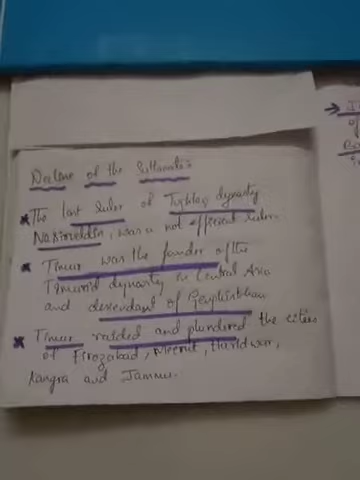 Decline of the Sultanate:
The last ruler of Tughlaq dynasty
Nasiruddin, was a not efficient ruler.
Timur was the founder of the
Timurid dynasty in Central Asia
and descendant of
Timur raided and plundered the cities
of Firozabad, Meerut, Haridwar,
Kangra and Jammu.